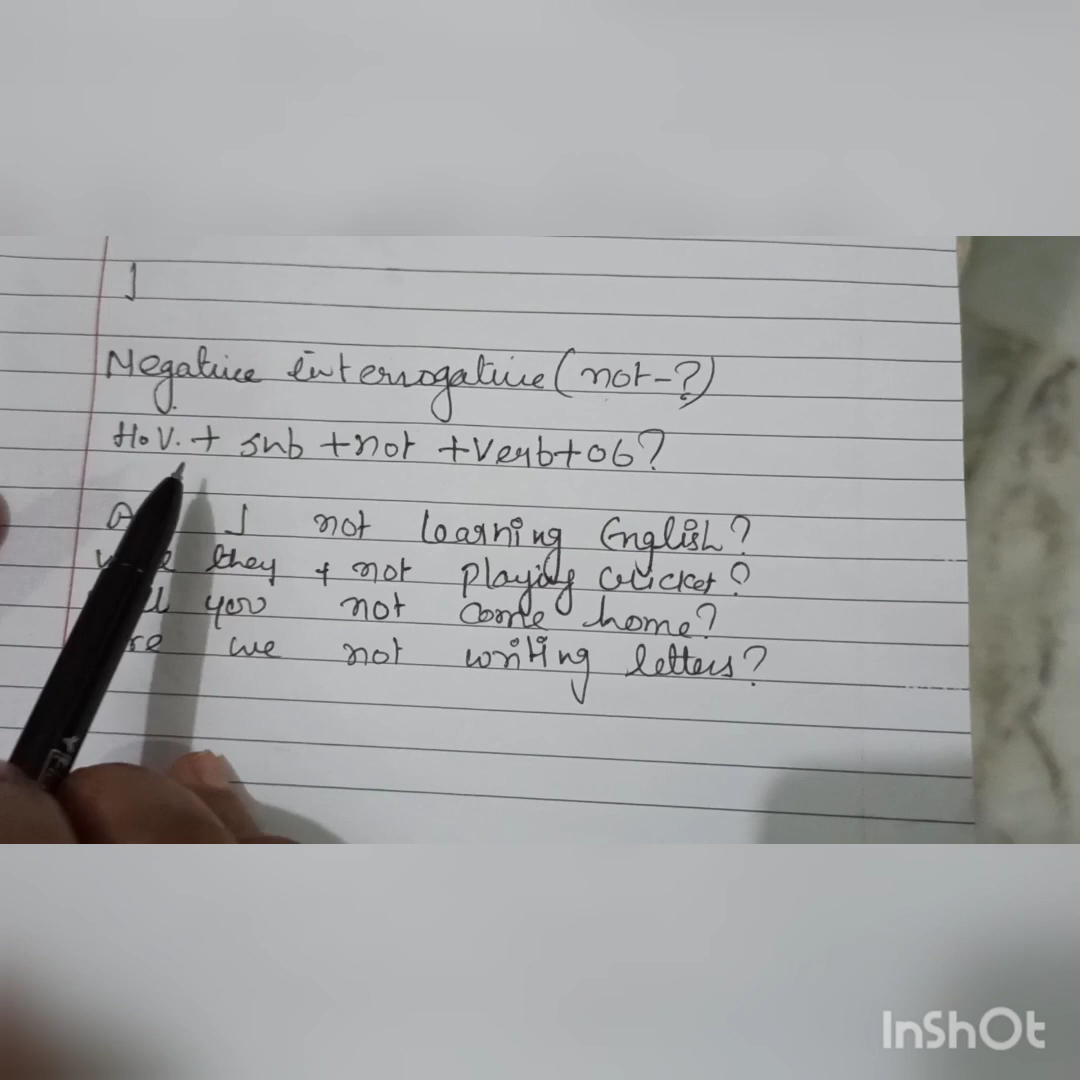 I
Negative interrogative (not-?)
H.V. + sub + not + Verb + ob?
I not learning English?
they + not playing cricket?
you not come home?
we not writing letters?
InShOt